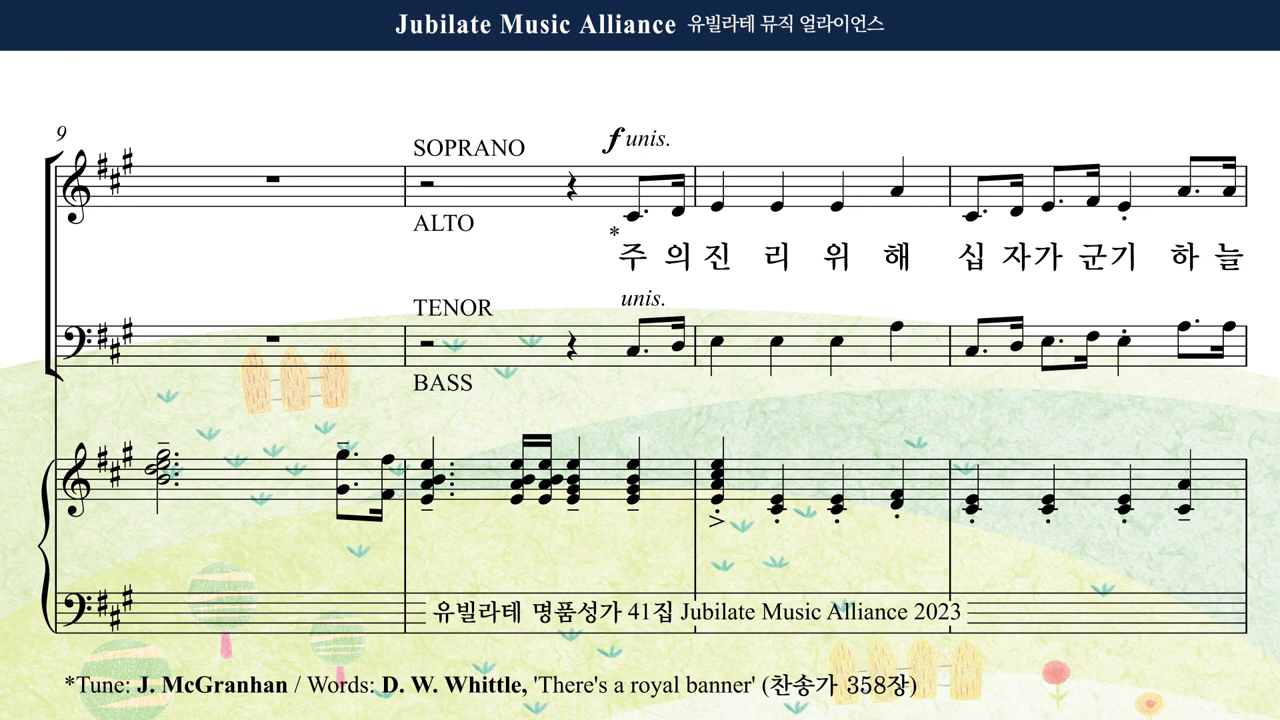 Jubilate Music Alliance 유빌라테 뮤직 얼라이언스
9
SOPRANO
f unis.
ALTO
*
주 의 진 리 위 해 십 자가 군기 하 늘
unis.
TENOR
BASS
유빌라테 명품성가 41집 Jubilate Music Alliance 2023
*Tune: J. McGranhan / Words: D. W. Whittle, 'There's a royal banner' (찬송가 358장)